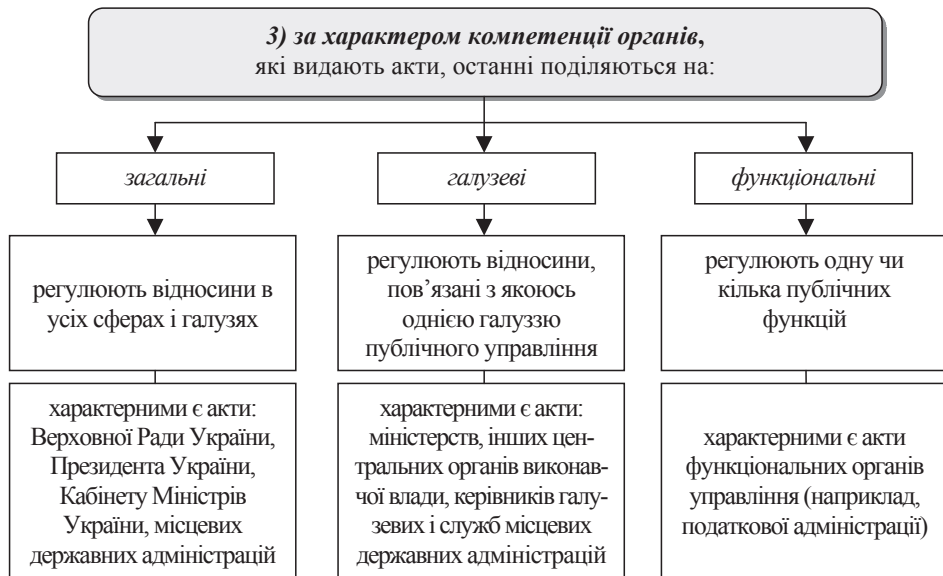 3) за характером компетенції органів,
які видають акти, останні поділяються на:
загальні
галузеві
функціональні
регулюють відносини в
усіх сферах і галузях
регулюють відносини,
пов’язані з якоюсь
однією галуззю
публічного управління
регулюють одну чи
кілька публічних
функцій
характерними є акти:
Верховної Ради України,
Президента України,
Кабінету Міністрів
України, місцевих
державних адміністрацій
характерними є акти:
міністерств, інших цен-
тральних органів виконав-
чої влади, керівників галу-
зевих і служб місцевих
державних адміністрацій
характерними є акти
функціональних органів
управління (наприклад,
податкової адміністрації)